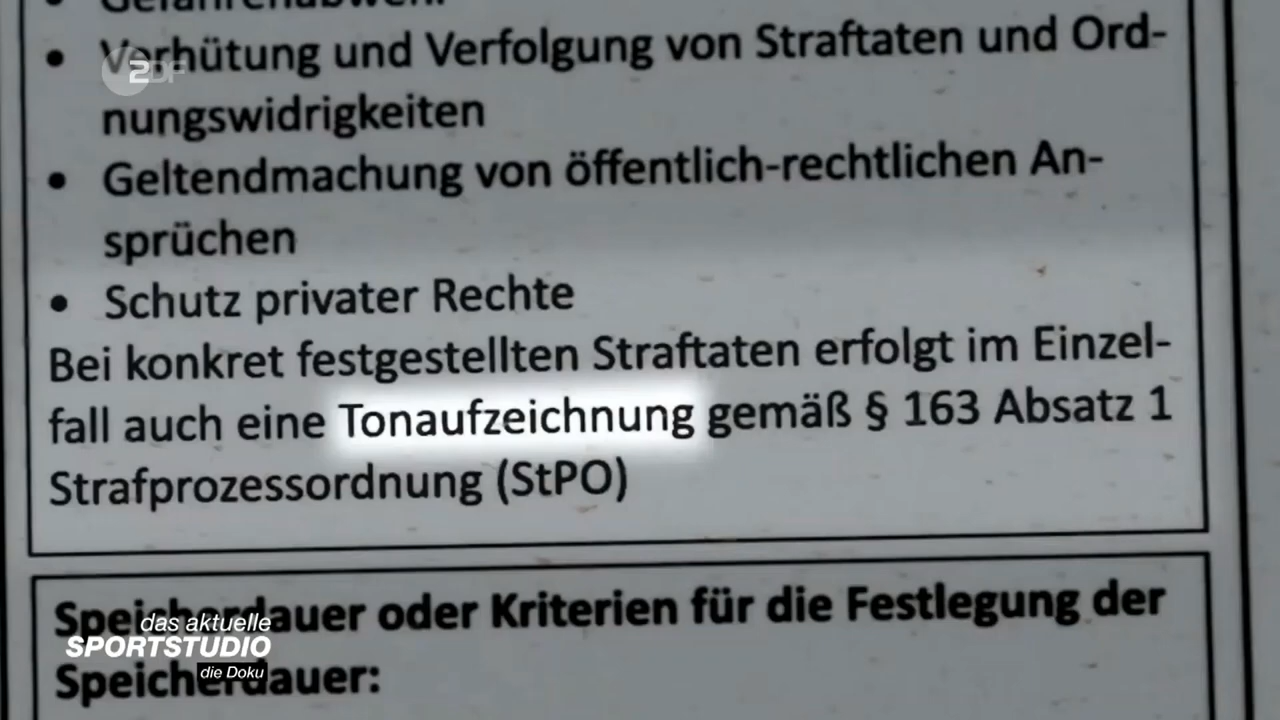 • Gefahrenabwehr
• Verhütung und Verfolgung von Straftaten und Ord-
ZDF
nungswidrigkeiten
• Geltendmachung von öffentlich-rechtlichen An-
sprüchen
• Schutz privater Rechte
Bei konkret festgestellten Straftaten erfolgt im Einzel-
fall auch eine Tonaufzeichnung gemäß § 163 Absatz 1
Strafprozessordnung (StPO)
Speicherdauer oder Kriterien für die Festlegung der
Speicherdauer:
das aktuelle
SPORTSTUDIO
die Doku